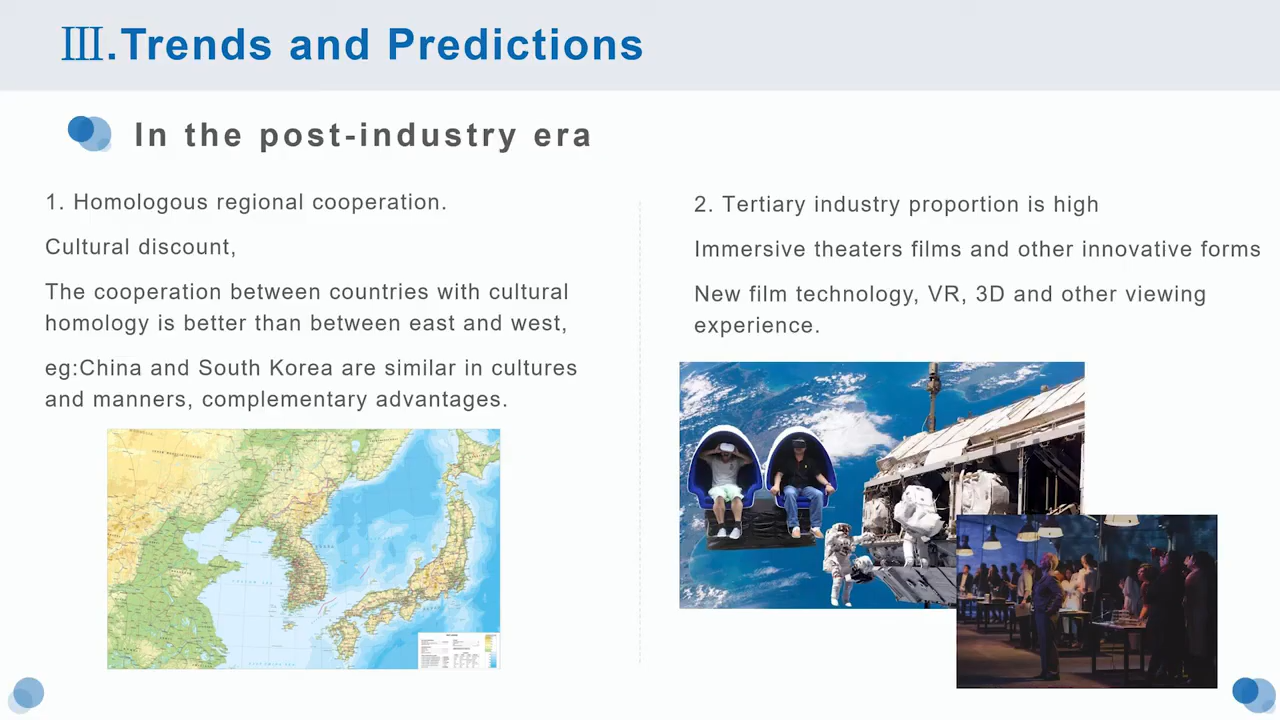 Ⅲ.Trends and Predictions
In the post-industry era
1. Homologous regional cooperation.
Cultural discount,
The cooperation between countries with cultural
homology is better than between east and west,
eg:China and South Korea are similar in cultures
and manners, complementary advantages.
2. Tertiary industry proportion is high
Immersive theaters films and other innovative forms
New film technology, VR, 3D and other viewing
experience.